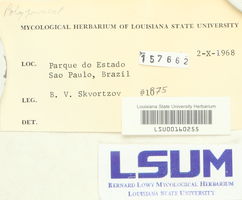 Polyporaceae
MYCOLOGICAL HERBARIUM OF LOUISIANA STATE UNIVERSITY
2-X-1968
LOC. Parque do Estado
Sao Paulo, Brazil
157662
LEG. B. V. Skvortzov #1875
DET.
Louisiana State University Herbarium
LSU00140255
LSUM
BERNARD LOWY MYCOLOGICAL HERBARIUM
LOUISIANA STATE UNIVERSITY